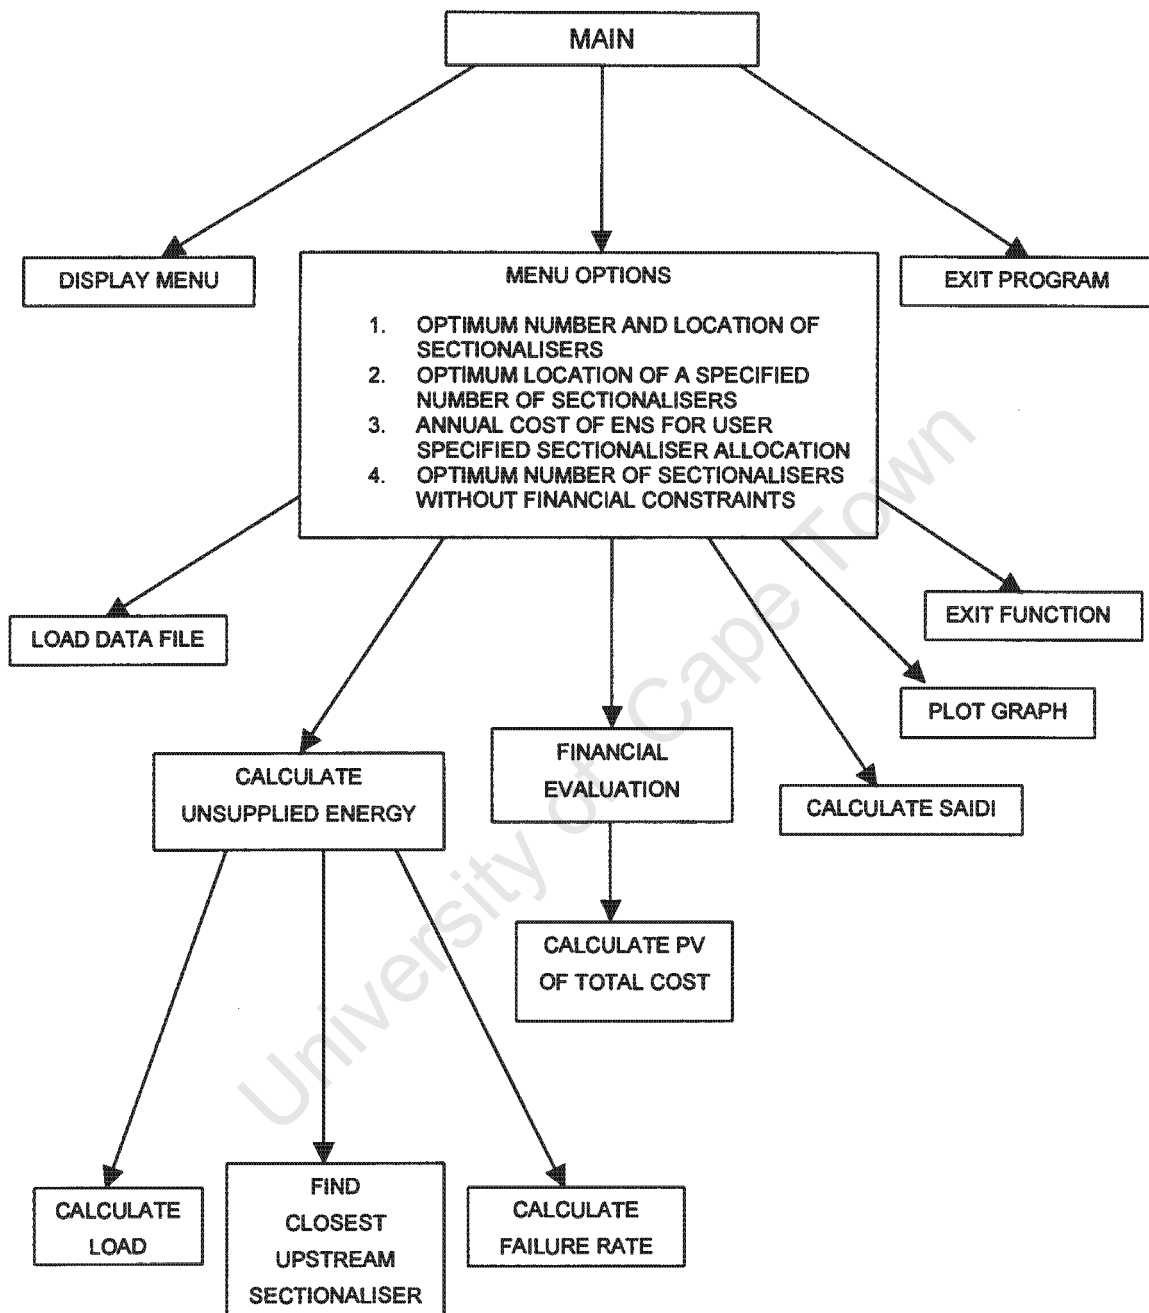 MAIN
DISPLAY MENU
MENU OPTIONS
EXIT PROGRAM
1. OPTIMUM NUMBER AND LOCATION OF
SECTIONALISERS
2. OPTIMUM LOCATION OF A SPECIFIED
NUMBER OF SECTIONALISERS
3. ANNUAL COST OF ENS FOR USER
SPECIFIED SECTIONALISER ALLOCATION
4. OPTIMUM NUMBER OF SECTIONALISERS
WITHOUT FINANCIAL CONSTRAINTS
LOAD DATA FILE
EXIT FUNCTION
PLOT GRAPH
CALCULATE
UNSUPPLIED ENERGY
FINANCIAL
EVALUATION
CALCULATE SAIDI
CALCULATE PV
OF TOTAL COST
CALCULATE
LOAD
FIND
CLOSEST
UPSTREAM
SECTIONALISER
CALCULATE
FAILURE RATE
University of Cape Town